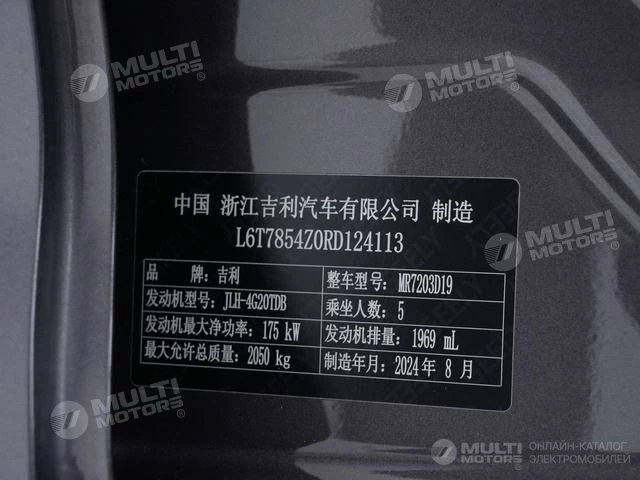 MULTI MOTORS®
MULTI MOTORS®
中国 浙江吉利汽车有限公司 制造
L6T7854Z0RD124113
品 牌: 吉利
整车型号: MR7203D19
发动机型号: JLH-4G20TDB
乘坐人数: 5
发动机最大净功率: 175 kW
发动机排量: 1969 mL
最大允许总质量: 2050 kg
制造年月: 2024 年 8 月
MULTI MOTORS®
MULTI MOTORS®
ОНЛАЙН-КАТАЛОГ
ЭЛЕКТРОМОБИЛЕЙ